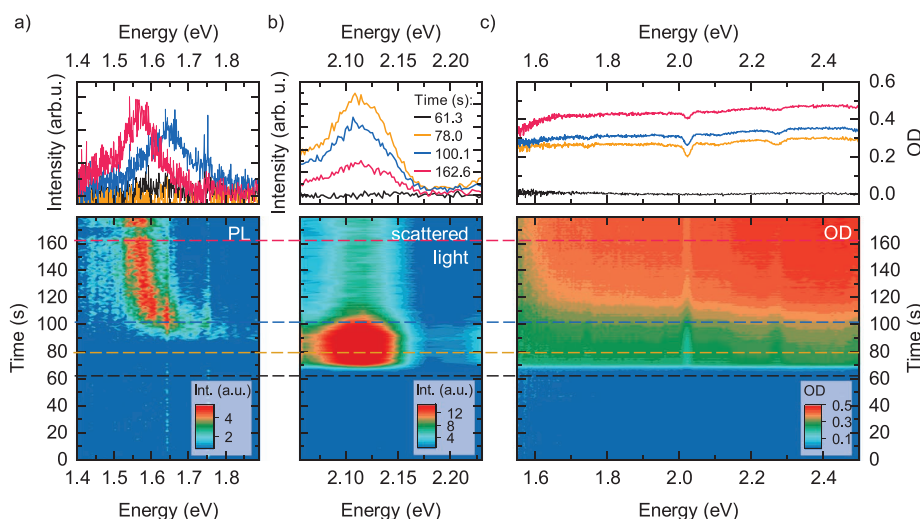 a)
Energy (eV)
1.4 1.5 1.6 1.7 1.8
Intensity (arb.u.)
b)
Energy (eV)
2.10 2.15 2.20
Intensity (arb. u.)
Time (s):
61.3
78.0
100.1
162.6
c)
Energy (eV)
1.6 1.8 2.0 2.2 2.4
0.6
0.4
0.2
0.0
OD
PL
160
140
120
100
80
60
40
20
0
Time (s)
Int. (a.u.)
4
2
1.4 1.5 1.6 1.7 1.8
Energy (eV)
scattered
light
Int. (a.u.)
12
8
4
2.10 2.15 2.20
Energy (eV)
OD
OD
0.5
0.3
0.1
160
140
120
100
80
60
40
20
0
Time (s)
1.6 1.8 2.0 2.2 2.4
Energy (eV)